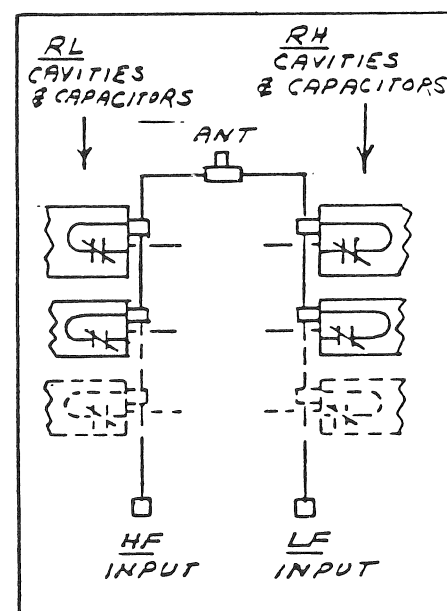 RL
CAVITIES
& CAPACITORS
RH
CAVITIES
& CAPACITORS
ANT
HF
INPUT
LF
INPUT